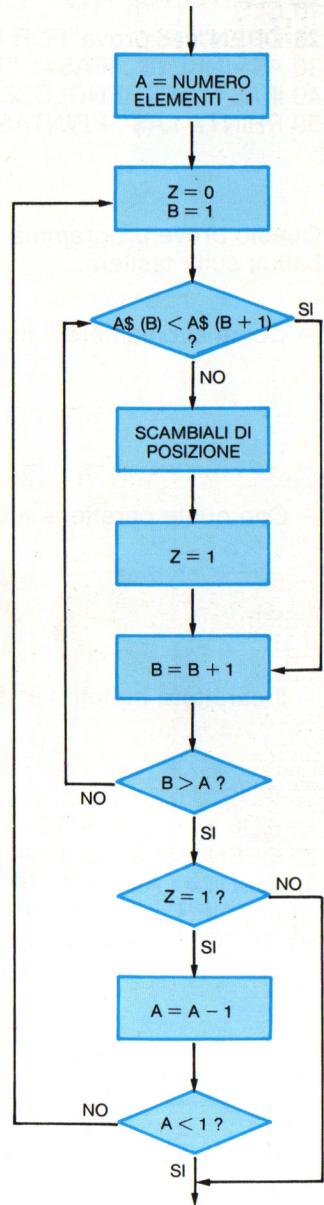 A = NUMERO
ELEMENTI − 1
Z = 0
B = 1
A$ (B) < A$ (B + 1)
?
SI
NO
SCAMBIALI DI
POSIZIONE
Z = 1
B = B + 1
B > A ?
NO
SI
Z = 1 ?
NO
SI
A = A − 1
A < 1 ?
NO
SI